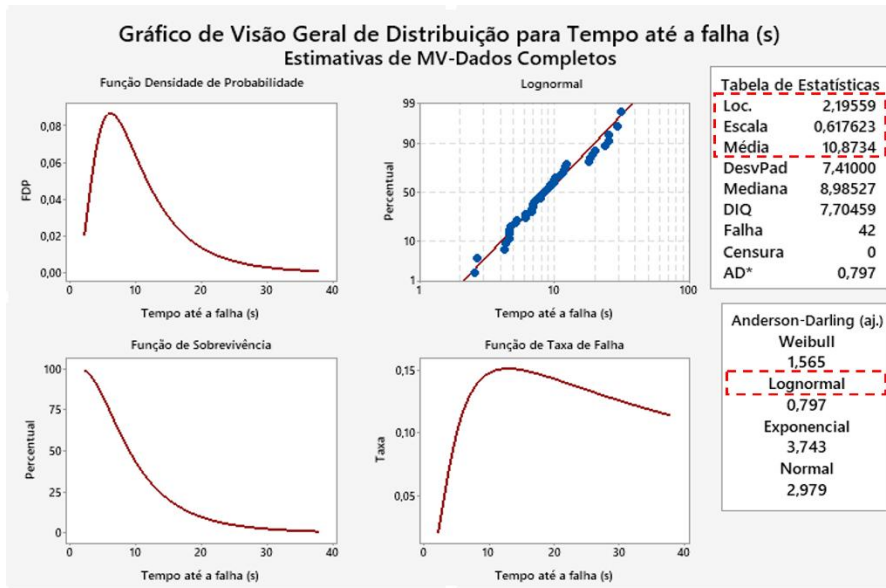 Gráfico de Visão Geral de Distribuição para Tempo até a falha (s)
Estimativas de MV-Dados Completos
Função Densidade de Probabilidade
0,08
0,06
0,04
0,02
0,00
FDP
0 10 20 30 40
Tempo até a falha (s)
Lognormal
99
90
50
10
1
Percentual
1 10 100
Tempo até a falha (s)
Tabela de Estatísticas
Loc. 2,19559
Escala 0,617623
Média 10,8734
DesvPad 7,41000
Mediana 8,98527
DIQ 7,70459
Falha 42
Censura 0
AD* 0,797
Função de Sobrevivência
100
75
50
25
0
Percentual
0 10 20 30 40
Tempo até a falha (s)
Função de Taxa de Falha
0,15
0,10
0,05
Taxa
0 10 20 30 40
Tempo até a falha (s)
Anderson-Darling (aj.)
Weibull
1,565
Lognormal
0,797
Exponencial
3,743
Normal
2,979